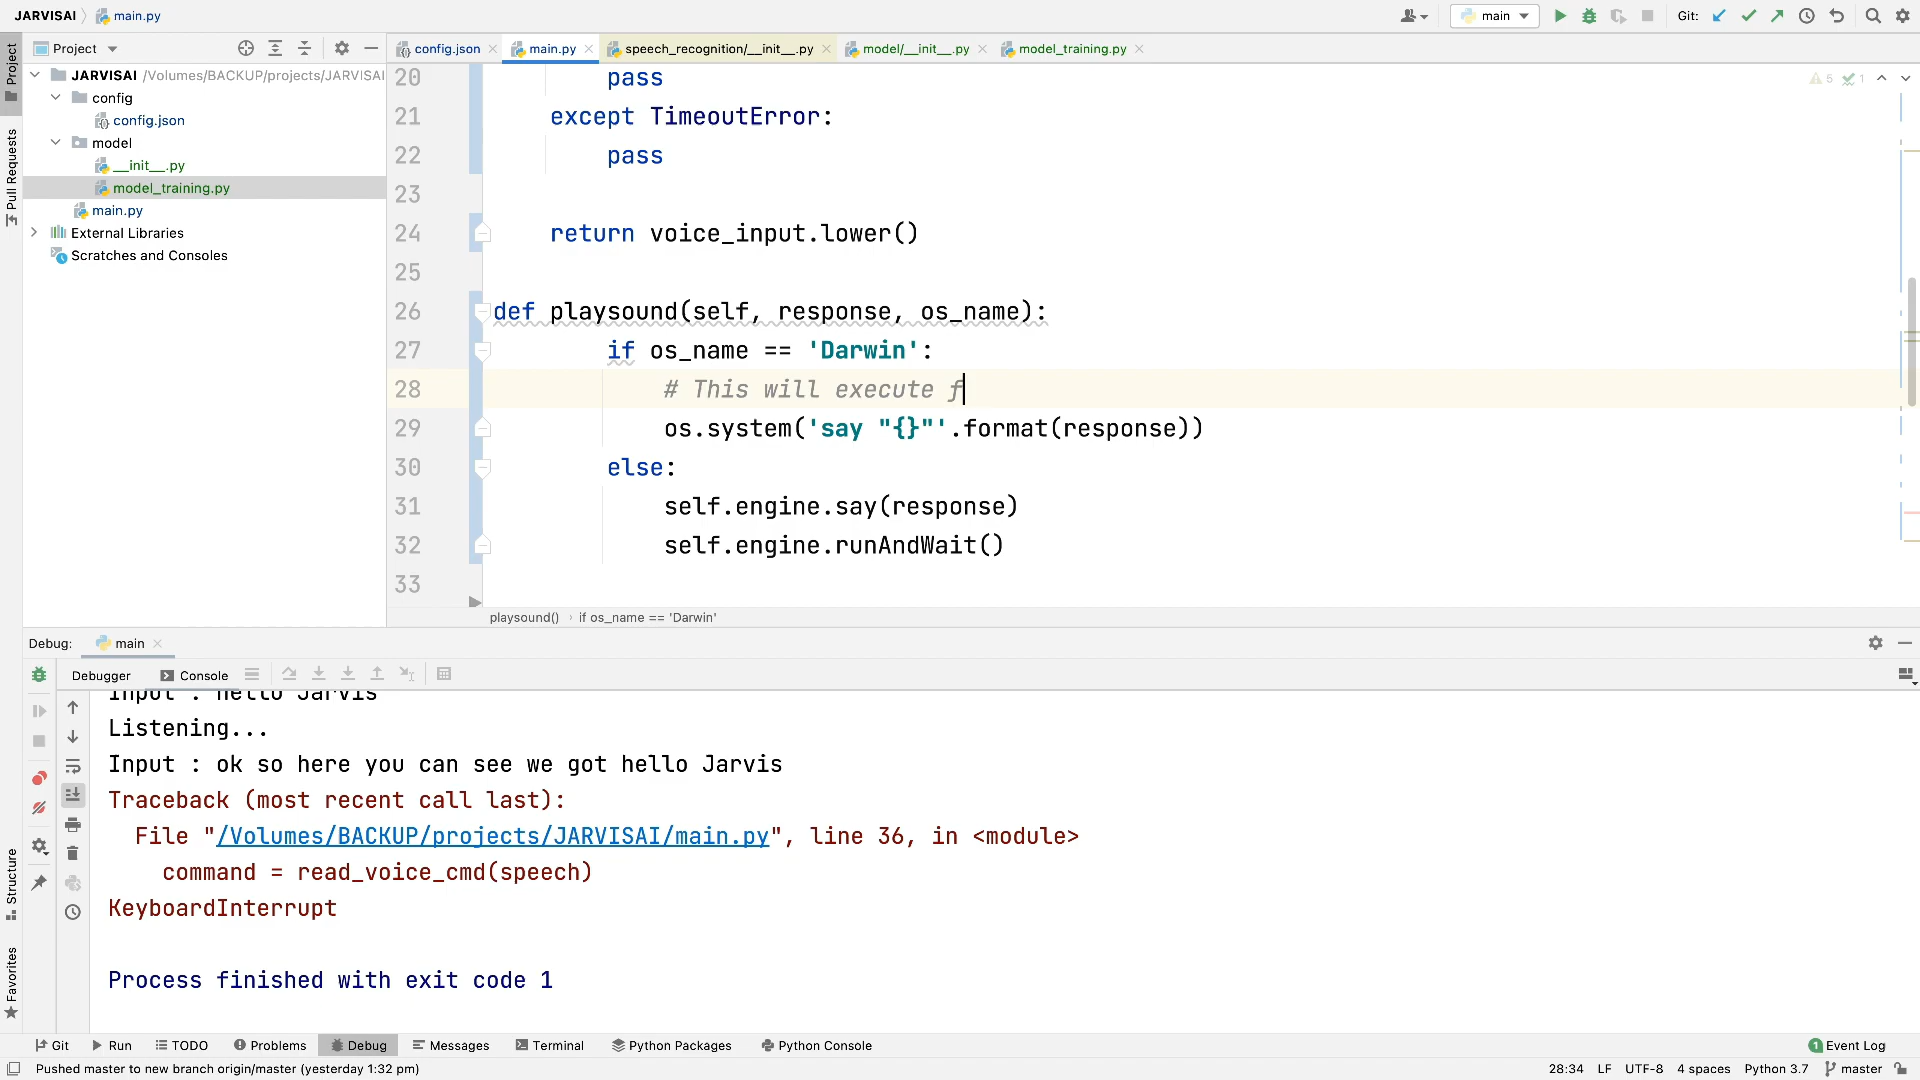 JARVISAI main.py
main Git:
Project
config.json main.py speech_recognition/__init__.py model/__init__.py model_training.py
JARVISAI /Volumes/BACKUP/projects/JARVISAI
config
config.json
model
__init__.py
model_training.py
main.py
External Libraries
Scratches and Consoles
Project
Pull Requests
Structure
Favorites
5 1
20 pass
21 except TimeoutError:
22 pass
23
24 return voice_input.lower()
25
26 def playsound(self, response, os_name):
27 if os_name == 'Darwin':
28 # This will execute f
29 os.system('say "{}"'.format(response))
30 else:
31 self.engine.say(response)
32 self.engine.runAndWait()
33
playsound() › if os_name == 'Darwin'
Debug: main
Debugger Console
Input : hello Jarvis
Listening...
Input : ok so here you can see we got hello Jarvis
Traceback (most recent call last):
File "/Volumes/BACKUP/projects/JARVISAI/main.py", line 36, in <module>
command = read_voice_cmd(speech)
KeyboardInterrupt
Process finished with exit code 1
Git Run TODO Problems Debug Messages Terminal Python Packages Python Console 1 Event Log
Pushed master to new branch origin/master (yesterday 1:32 pm) 28:34 LF UTF-8 4 spaces Python 3.7 master